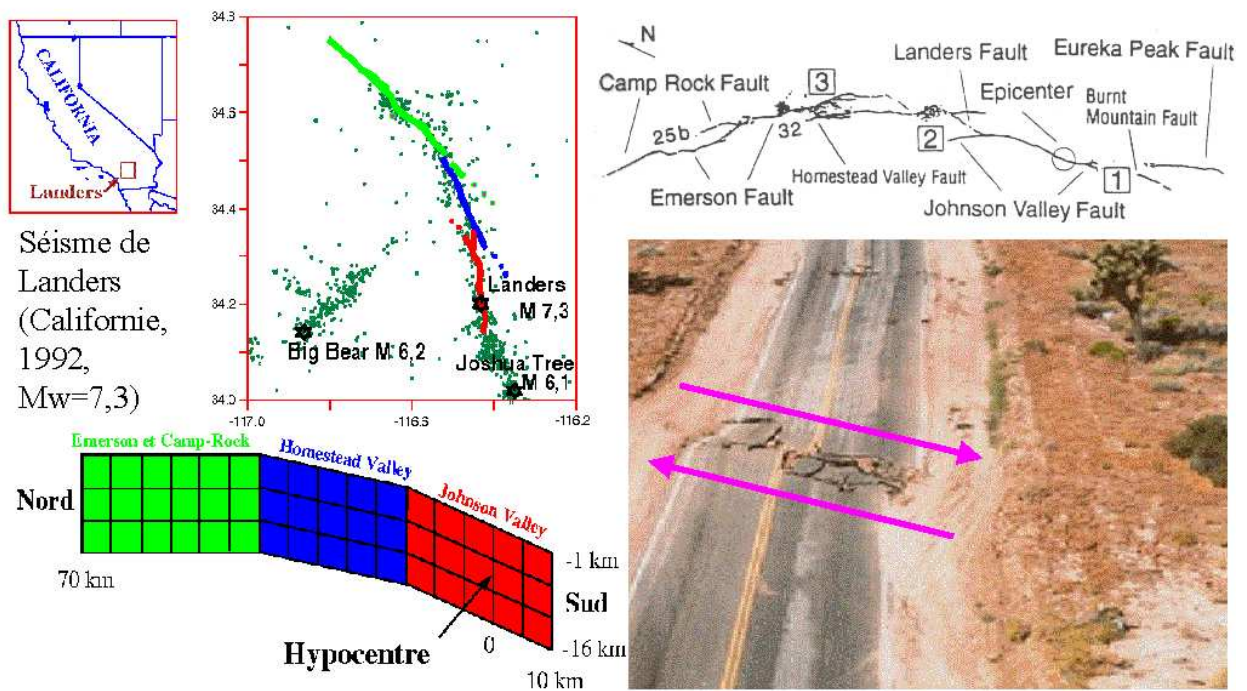 CALIFORNIA
Landers
Séisme de
Landers
(Californie,
1992,
Mw=7,3)
34.3
34.5
34.4
34.2
34.0
-117.0
-116.5
-116.2
Landers
M 7,3
Big Bear M 6,2
Joshua Tree
M 6,1
N
Camp Rock Fault
3
Landers Fault
Eureka Peak Fault
Epicenter
Burnt
Mountain Fault
25b
32
2
1
Emerson Fault
Homestead Valley Fault
Johnson Valley Fault
Emerson et Camp-Rock
Homestead Valley
Johnson Valley
Nord
70 km
-1 km
Sud
-16 km
Hypocentre
0
10 km